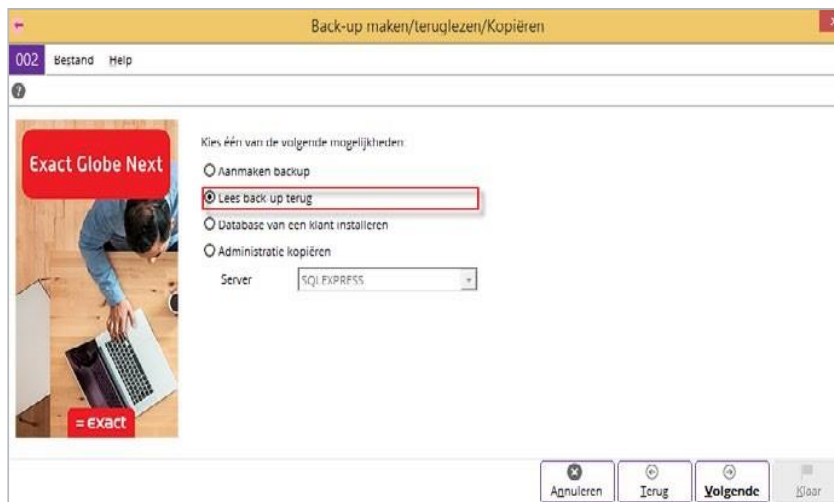 Back-up maken/teruglezen/Kopiëren
002 Bestand Help
Exact Globe Next
Kies één van de volgende mogelijkheden:
Aanmaken backup
Lees back up terug
Database van een klant installeren
Administratie kopiëren
Server SQLEXPRESS
= exact
Annuleren Terug Volgende Klaar